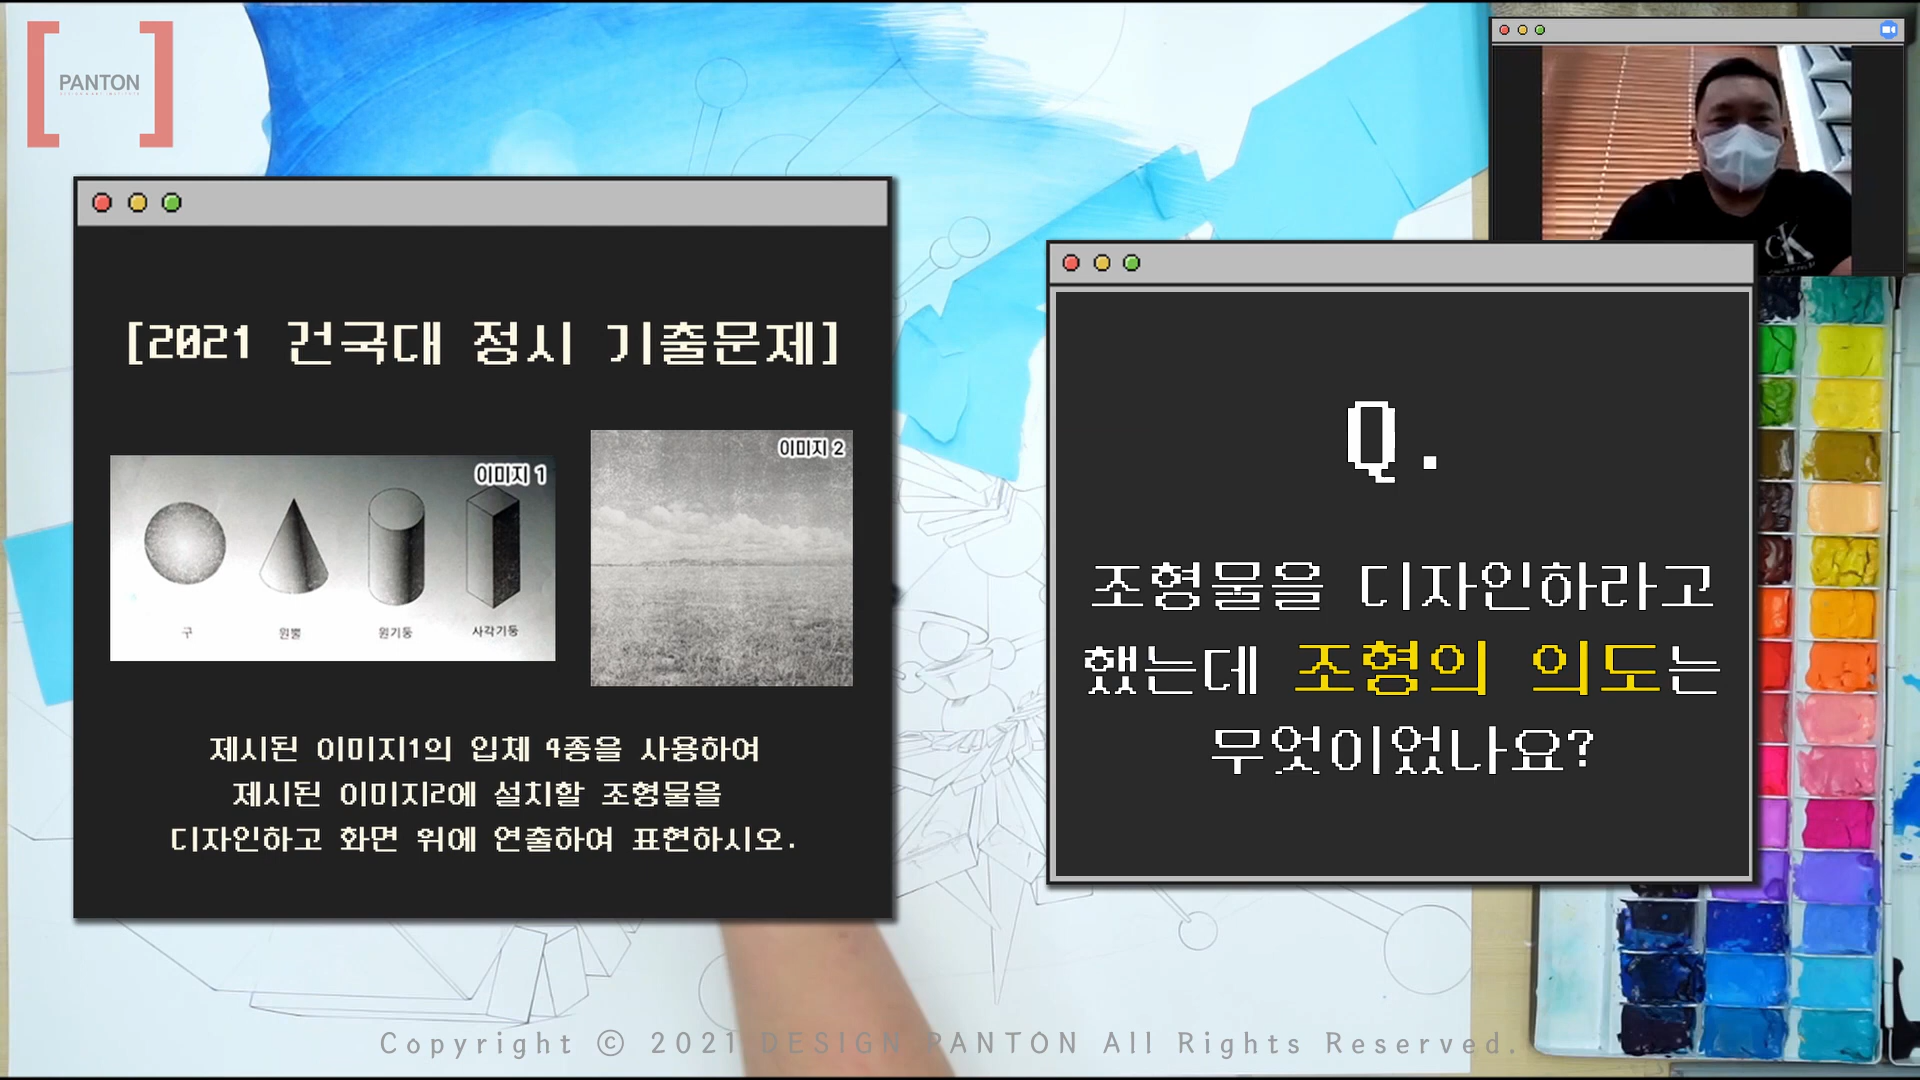 PANTON
[2021 건국대 정시 기출문제]
이미지 1
이미지 2
구 원뿔 원기둥 사각기둥
제시된 이미지1의 입체 4종을 사용하여
제시된 이미지2에 설치할 조형물을
디자인하고 화면 위에 연출하여 표현하시오.
Q.
조형물을 디자인하라고
했는데 조형의 의도는
무엇이었나요?
CK
Copyright © 2021 DESIGN PANTON All Rights Reserved.